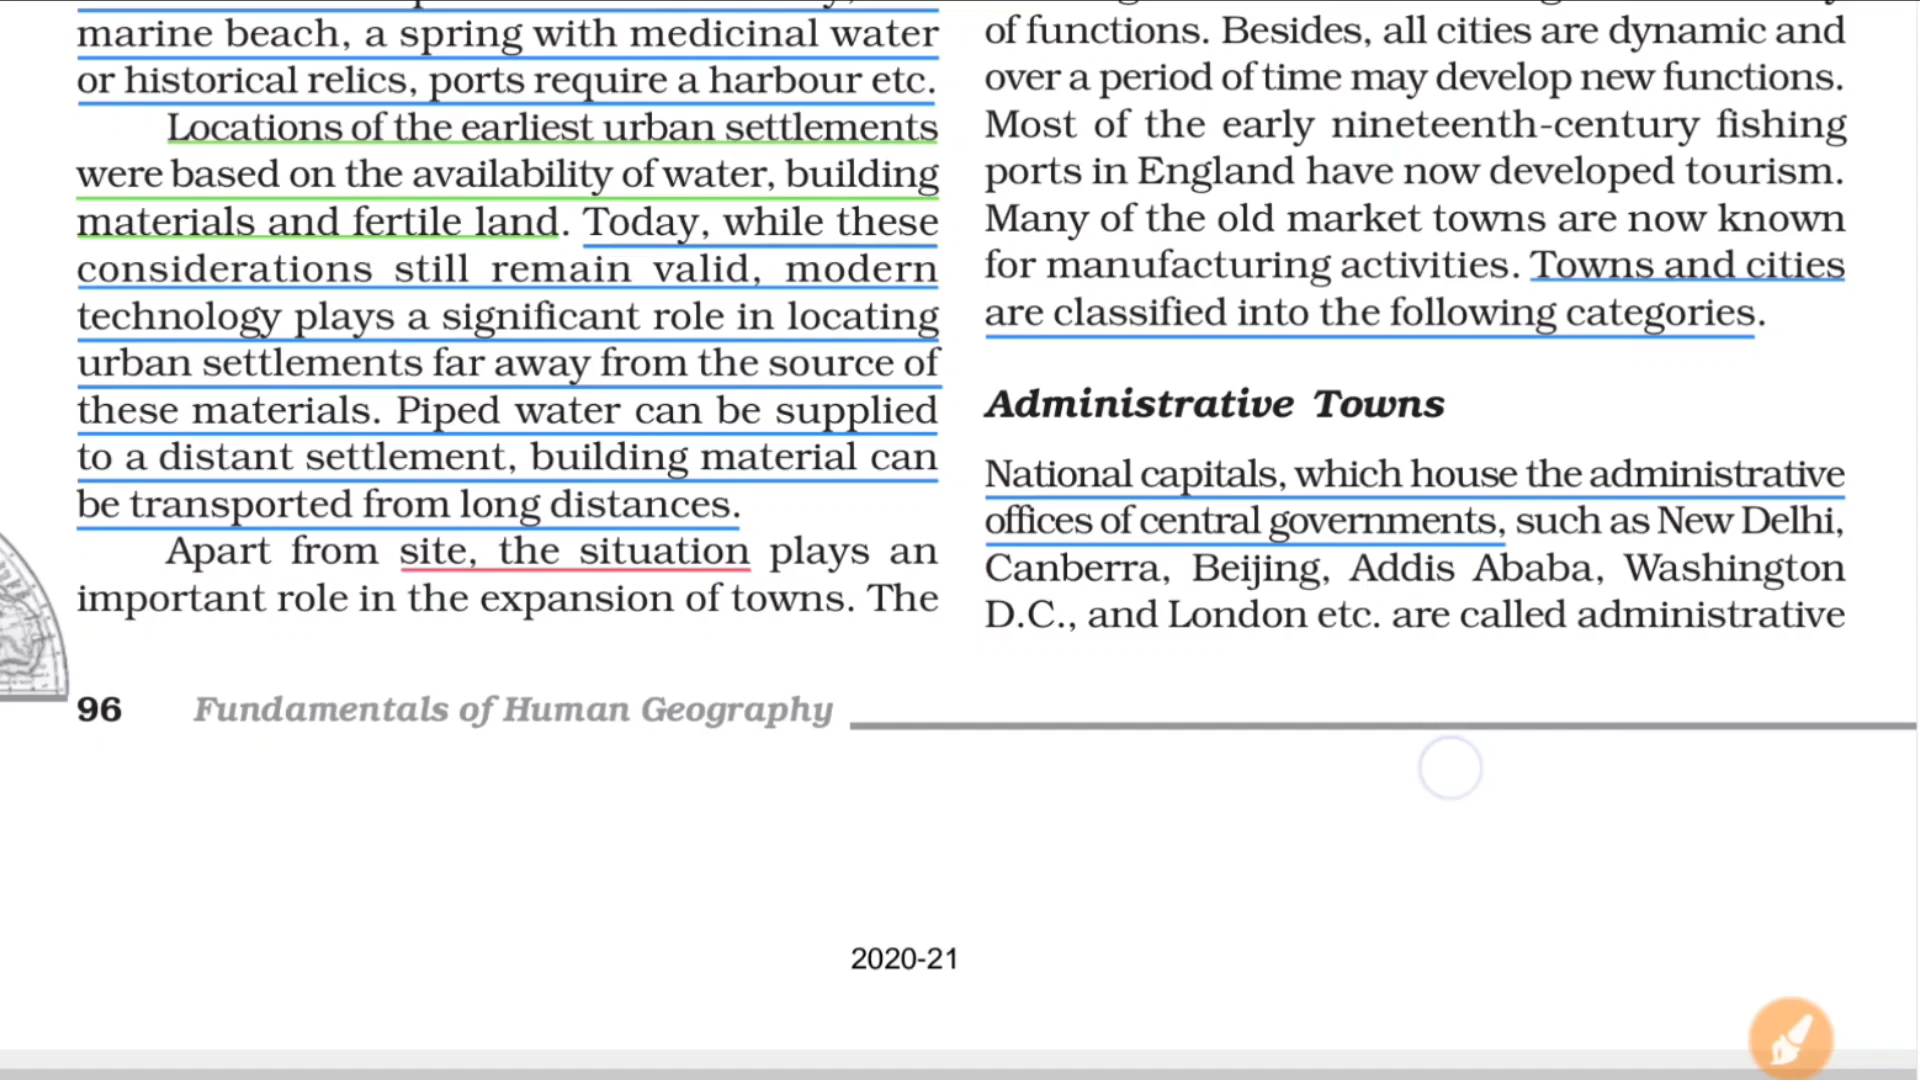 marine beach, a spring with medicinal water
or historical relics, ports require a harbour etc.
Locations of the earliest urban settlements
were based on the availability of water, building
materials and fertile land. Today, while these
considerations still remain valid, modern
technology plays a significant role in locating
urban settlements far away from the source of
these materials. Piped water can be supplied
to a distant settlement, building material can
be transported from long distances.
Apart from site, the situation plays an
important role in the expansion of towns. The
of functions. Besides, all cities are dynamic and
over a period of time may develop new functions.
Most of the early nineteenth-century fishing
ports in England have now developed tourism.
Many of the old market towns are now known
for manufacturing activities. Towns and cities
are classified into the following categories.
Administrative Towns
National capitals, which house the administrative
offices of central governments, such as New Delhi,
Canberra, Beijing, Addis Ababa, Washington
D.C., and London etc. are called administrative
96 Fundamentals of Human Geography
2020-21